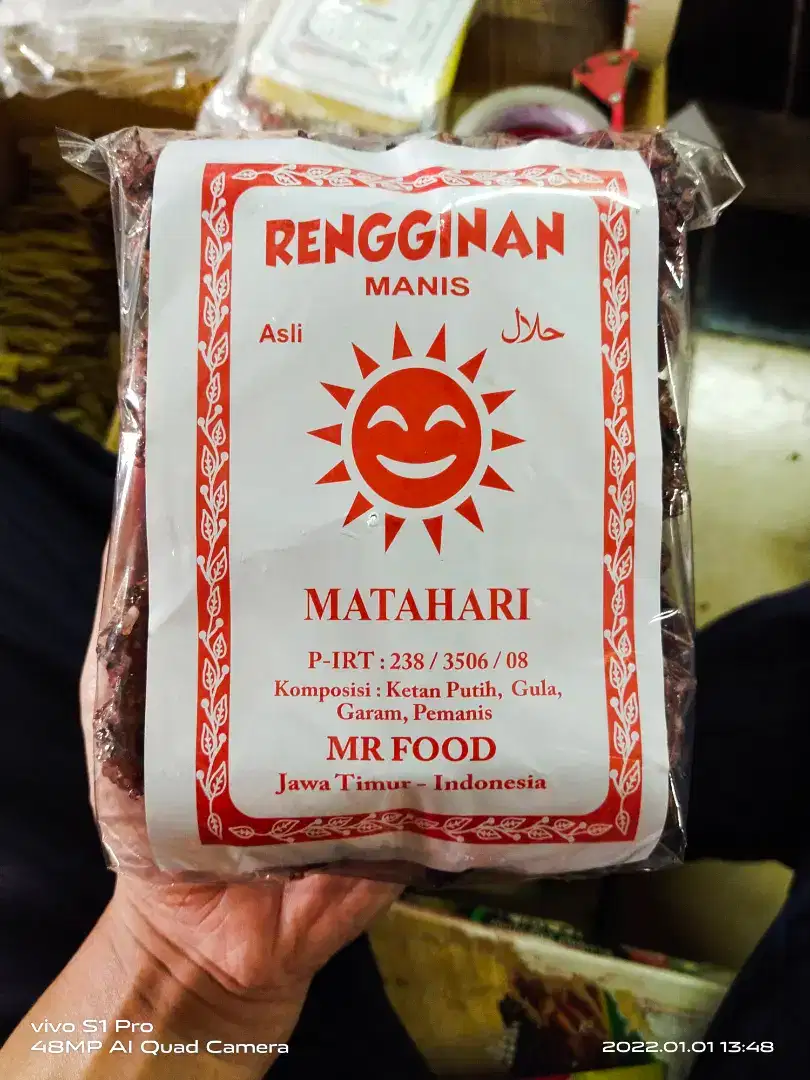 RENGGINAN
MANIS
Asli
حلال
MATAHARI
P-IRT : 238 / 3506 / 08
Komposisi : Ketan Putih, Gula,
Garam, Pemanis
MR FOOD
Jawa Timur - Indonesia
vivo S1 Pro
48MP AI Quad Camera
2022.01.01 13:48